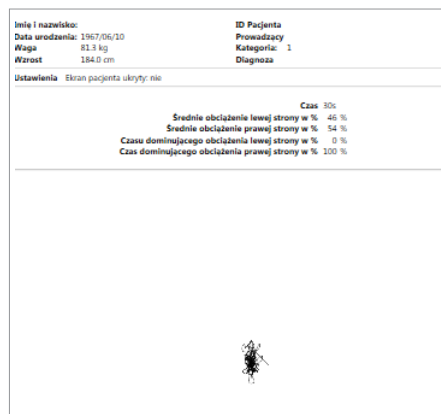 Imię i nazwisko:
Data urodzenia: 1967/06/10
Waga 81.3 kg
Wzrost 184.0 cm
ID Pacjenta
Prowadzący
Kategoria: 1
Diagnoza
Ustawienia Ekran pacjenta ukryty: nie
Czas 30s
Średnie obciążenie lewej strony w % 46 %
Średnie obciążenie prawej strony w % 54 %
Czasu dominującego obciążenia lewej strony w % 0 %
Czas dominującego obciążenia prawej strony w % 100 %